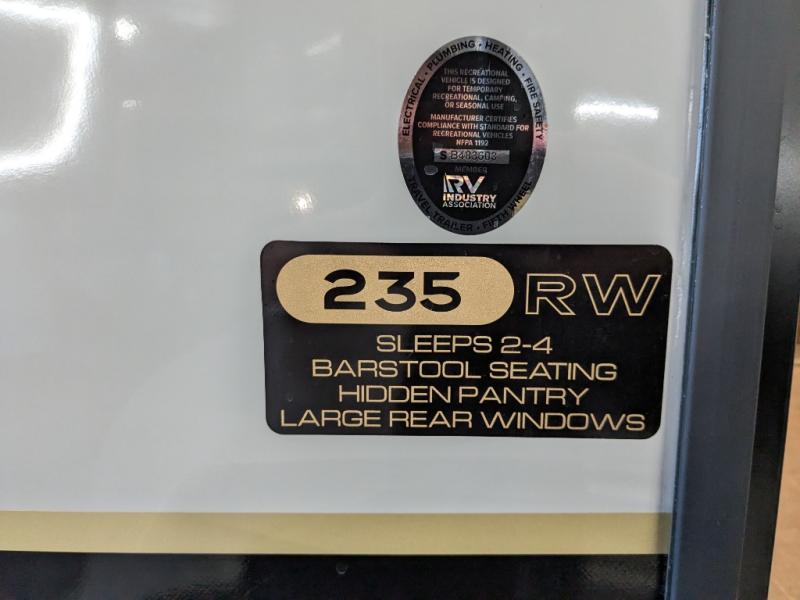 ELECTRICAL • PLUMBING • HEATING • FIRE SAFETY
THIS RECREATIONAL
VEHICLE IS DESIGNED
FOR TEMPORARY
RECREATIONAL, CAMPING,
OR SEASONAL USE
MANUFACTURER CERTIFIES
COMPLIANCE WITH STANDARD FOR
RECREATIONAL VEHICLES
NFPA 1192
S
MEMBER
RV
INDUSTRY
ASSOCIATION
TRAVEL TRAILER • FIFTH WHEEL
235 RW
SLEEPS 2-4
BARSTOOL SEATING
HIDDEN PANTRY
LARGE REAR WINDOWS